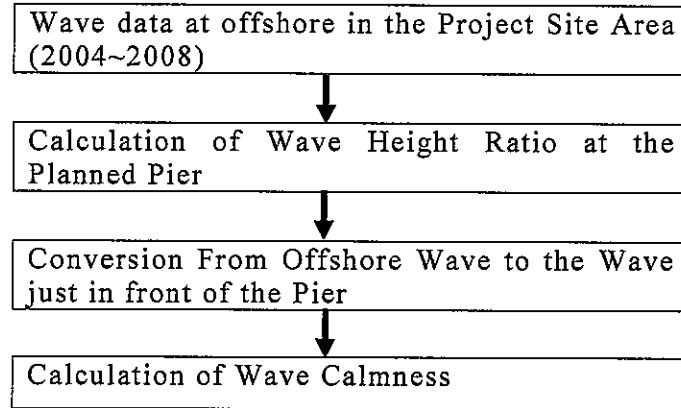 Wave data at offshore in the Project Site Area
(2004~2008)
Calculation of Wave Height Ratio at the
Planned Pier
Conversion From Offshore Wave to the Wave
just in front of the Pier
Calculation of Wave Calmness